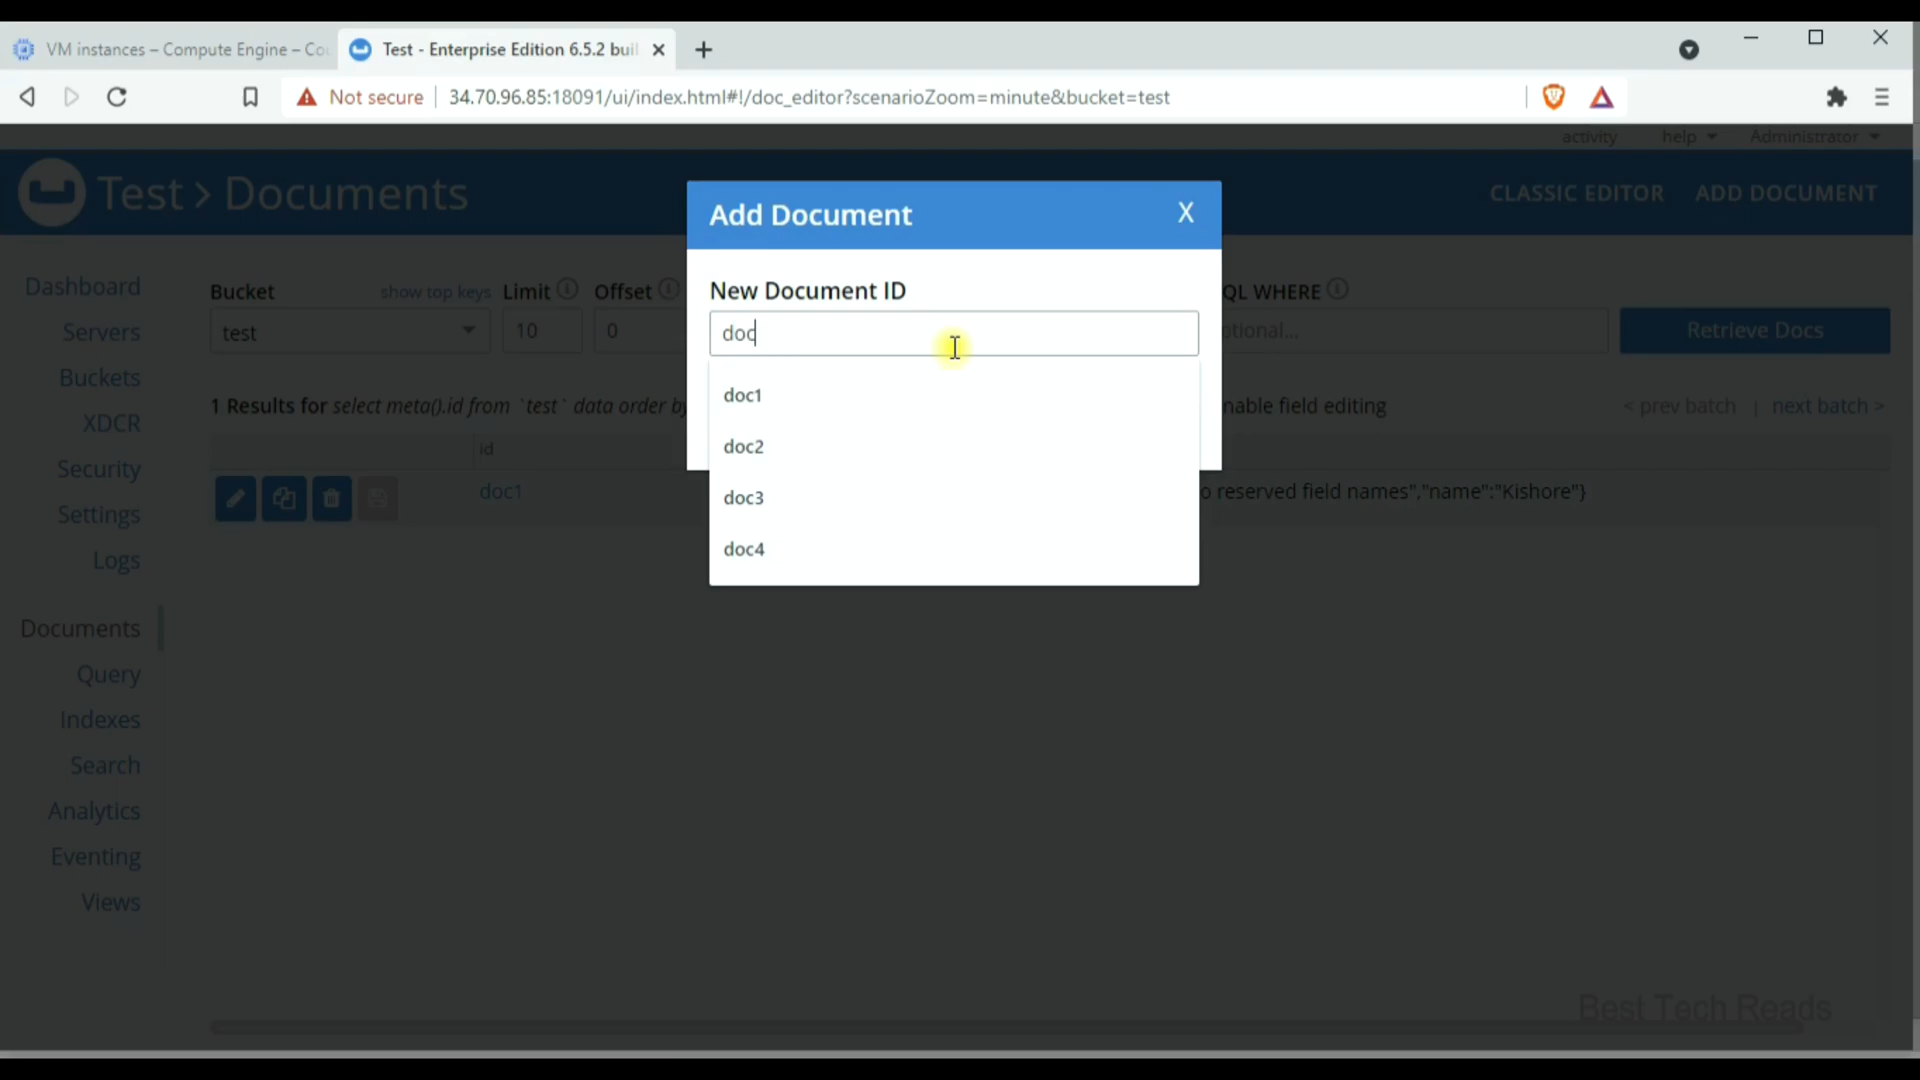 VM instances – Compute Engine – Co
Test - Enterprise Edition 6.5.2 buil
Not secure
34.70.96.85:18091/ui/index.html#!/doc_editor?scenarioZoom=minute&bucket=test
activity
help
Administrator
Test > Documents
CLASSIC EDITOR
ADD DOCUMENT
Add Document
X
New Document ID
doc
doc1
doc2
doc3
doc4
Dashboard
Servers
Buckets
XDCR
Security
Settings
Logs
Documents
Query
Indexes
Search
Analytics
Eventing
Views
Bucket
show top keys
Limit
Offset
QL WHERE
test
10
0
tional...
Retrieve Docs
1 Results for select meta().id from `test` data order by
nable field editing
< prev batch | next batch >
id
doc1
o reserved field names","name":"Kishore"}
Best Tech Reads